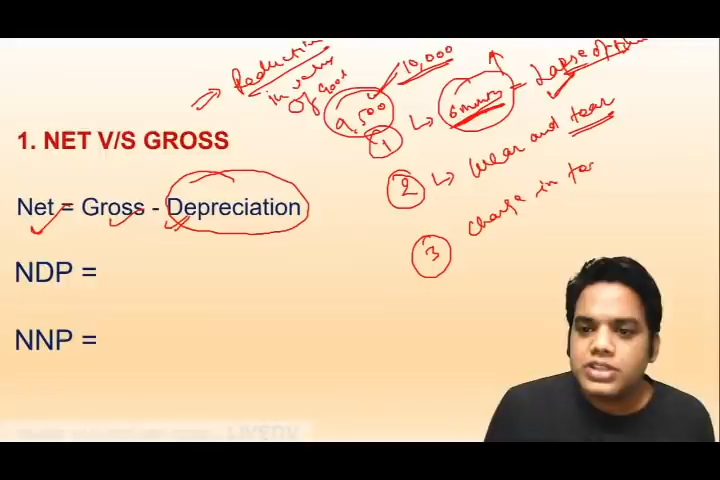 Reduction
in value
of Good
10,000
9,500
1
6 months = Lapse of
2 wear and tear
3 change in
1. NET V/S GROSS
Net = Gross - Depreciation
NDP =
NNP =